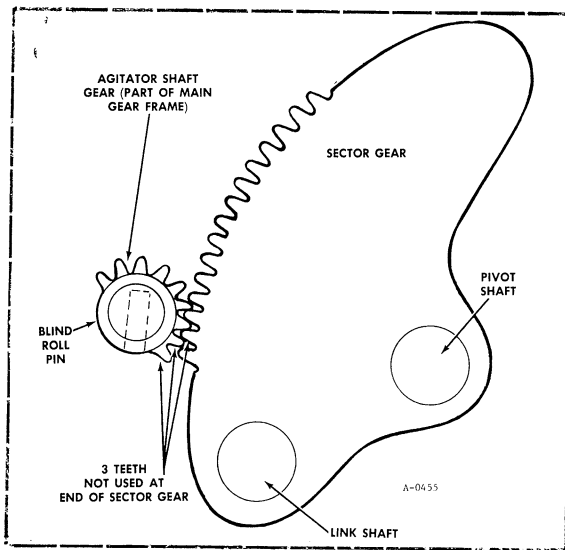 AGITATOR SHAFT
GEAR (PART OF MAIN
GEAR FRAME)
SECTOR GEAR
PIVOT
SHAFT
BLIND
ROLL
PIN
3 TEETH
NOT USED AT
END OF SECTOR GEAR
A-0455
LINK SHAFT